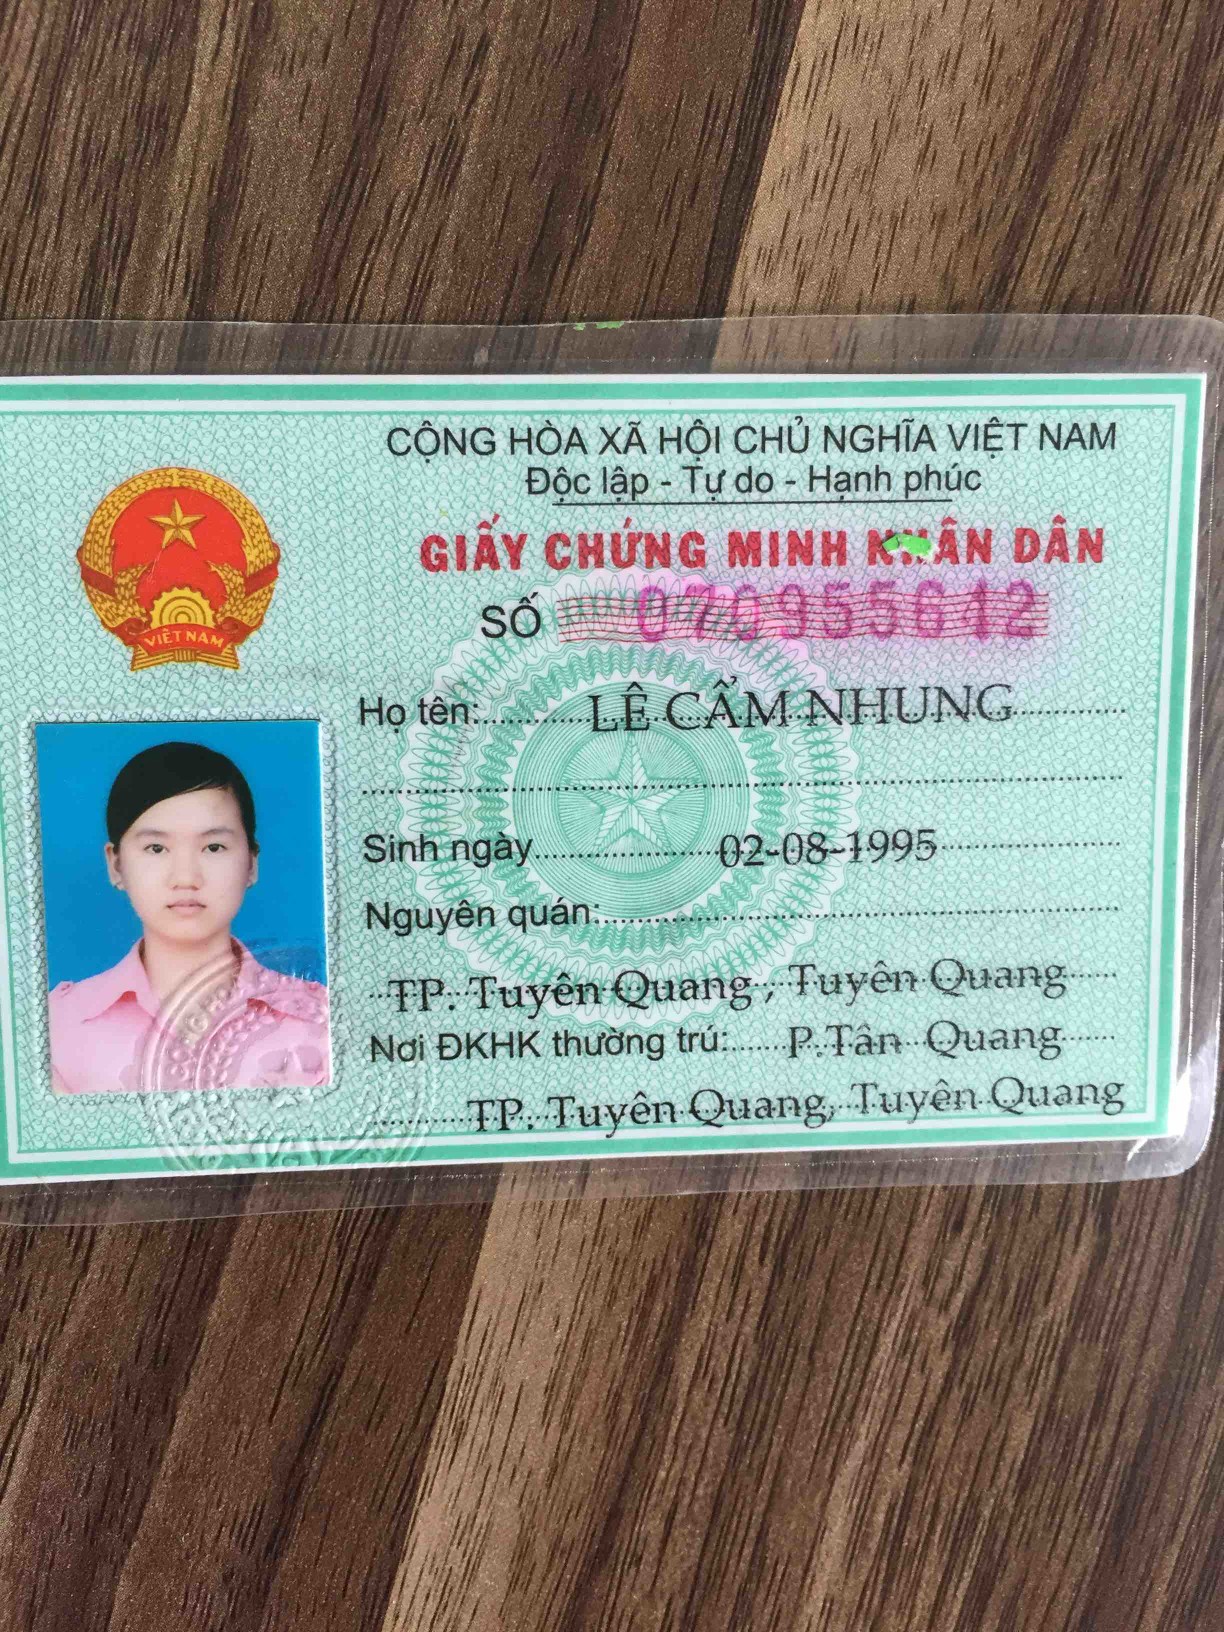 CỘNG HÒA XÃ HỘI CHỦ NGHĨA VIỆT NAM
Độc lập - Tự do - Hạnh phúc
GIẤY CHỨNG MINH NHÂN DÂN
SỐ
VIỆT NAM
Họ tên: LÊ CẨM NHUNG
Sinh ngày 02-08-1995
Nguyên quán:
TP. Tuyên Quang, Tuyên Quang
Nơi ĐKHK thường trú: P.Tân Quang
TP. Tuyên Quang, Tuyên Quang